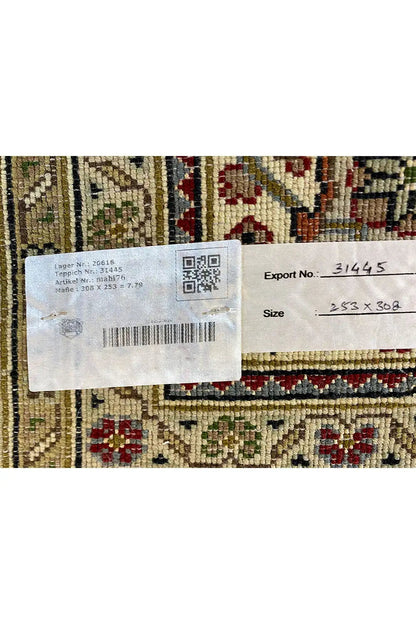 Lager Nr.: 20616
Teppich Nr.: 31445
Artikel Nr.: mahi76
Maße : 308 X 253 = 7.79
Export No.: 31445
Size 253 x 308